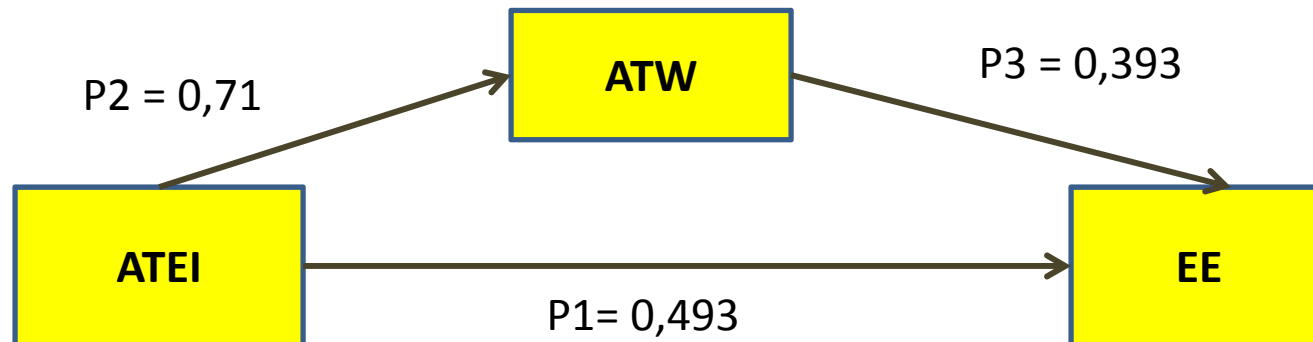 ATW
P3 = 0,393
P2 = 0,71
ATEI
EE
P1= 0,493